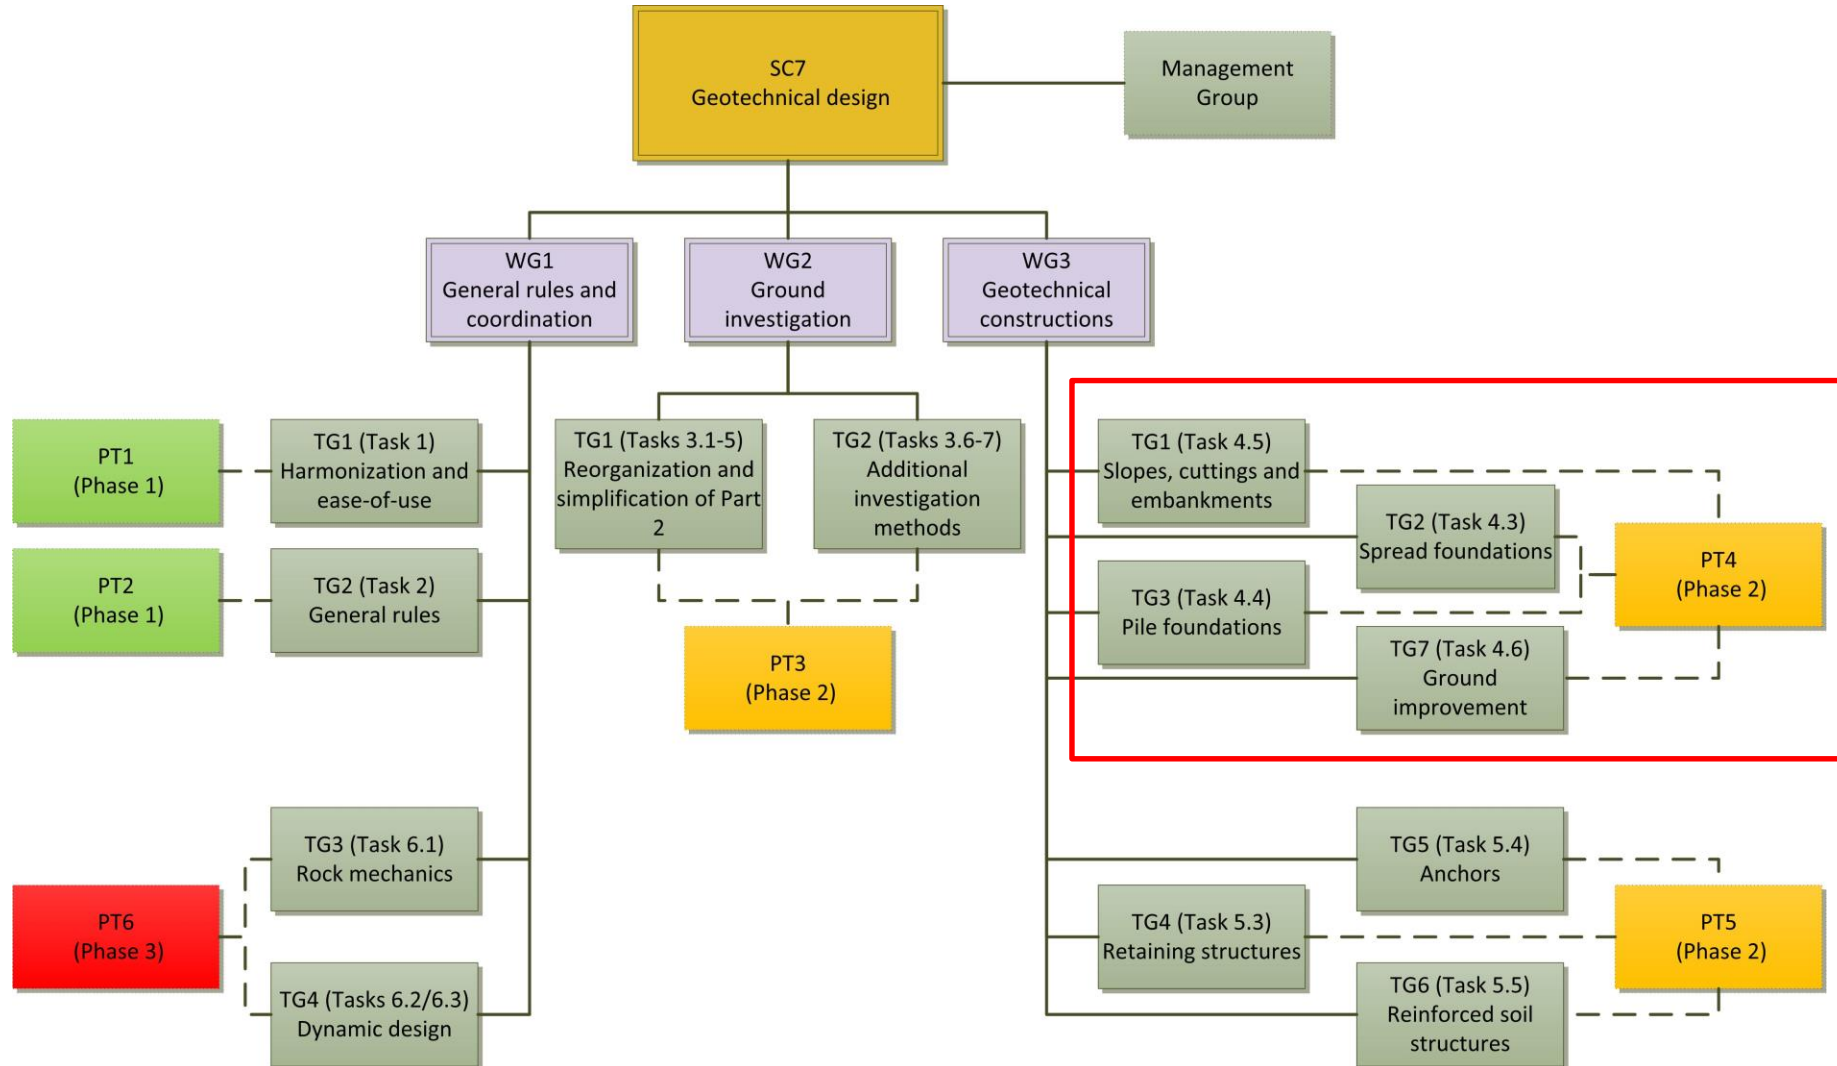 SC7
Geotechnical design
Management
Group
WG1
General rules and
coordination
WG2
Ground
investigation
WG3
Geotechnical
constructions
PT1
(Phase 1)
TG1 (Task 1)
Harmonization and
ease-of-use
TG1 (Tasks 3.1-5)
Reorganization and
simplification of Part
2
TG2 (Tasks 3.6-7)
Additional
investigation
methods
TG1 (Task 4.5)
Slopes, cuttings and
embankments
TG2 (Task 4.3)
Spread foundations
PT4
(Phase 2)
PT2
(Phase 1)
TG2 (Task 2)
General rules
TG3 (Task 4.4)
Pile foundations
PT3
(Phase 2)
TG7 (Task 4.6)
Ground
improvement
TG3 (Task 6.1)
Rock mechanics
TG5 (Task 5.4)
Anchors
PT6
(Phase 3)
TG4 (Task 5.3)
Retaining structures
PT5
(Phase 2)
TG4 (Tasks 6.2/6.3)
Dynamic design
TG6 (Task 5.5)
Reinforced soil
structures